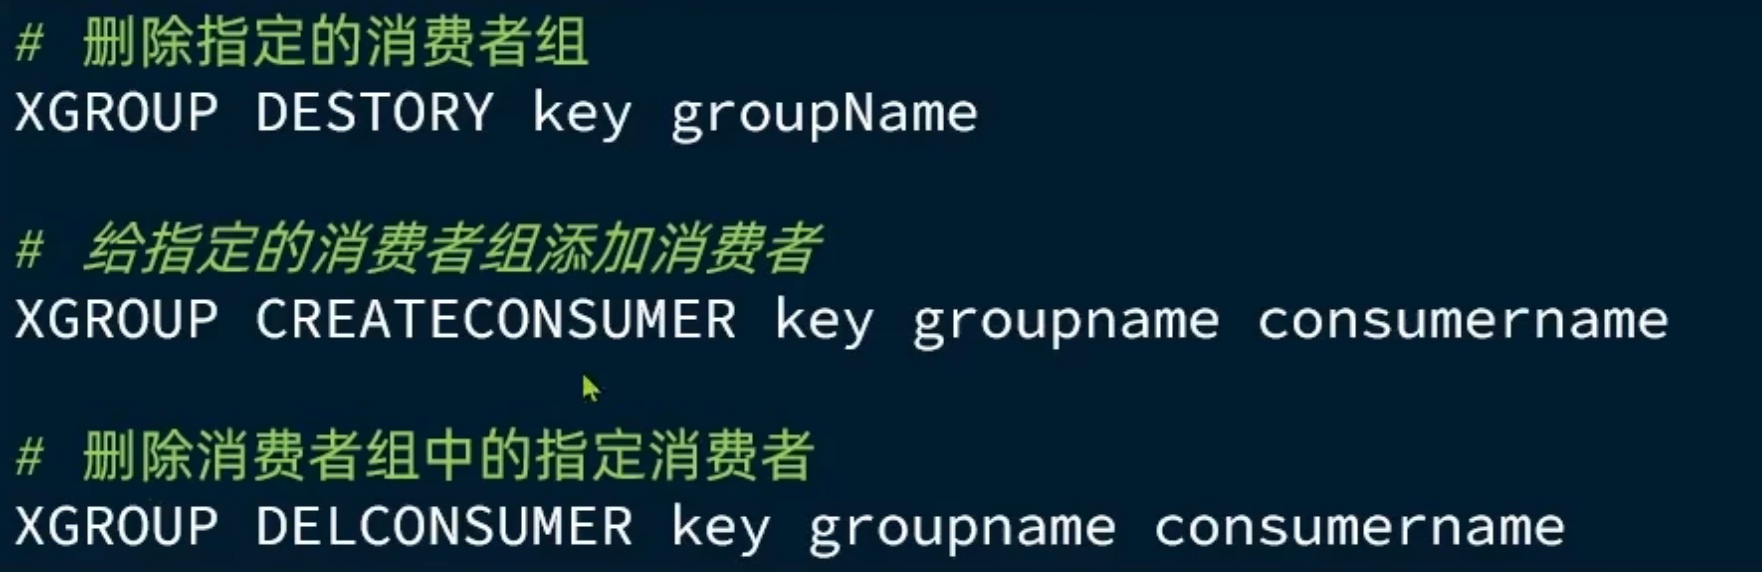 # 删除指定的消费者组
XGROUP DESTORY key groupName
# 给指定的消费者组添加消费者
XGROUP CREATECONSUMER key groupname consumername
# 删除消费者组中的指定消费者
XGROUP DELCONSUMER key groupname consumername